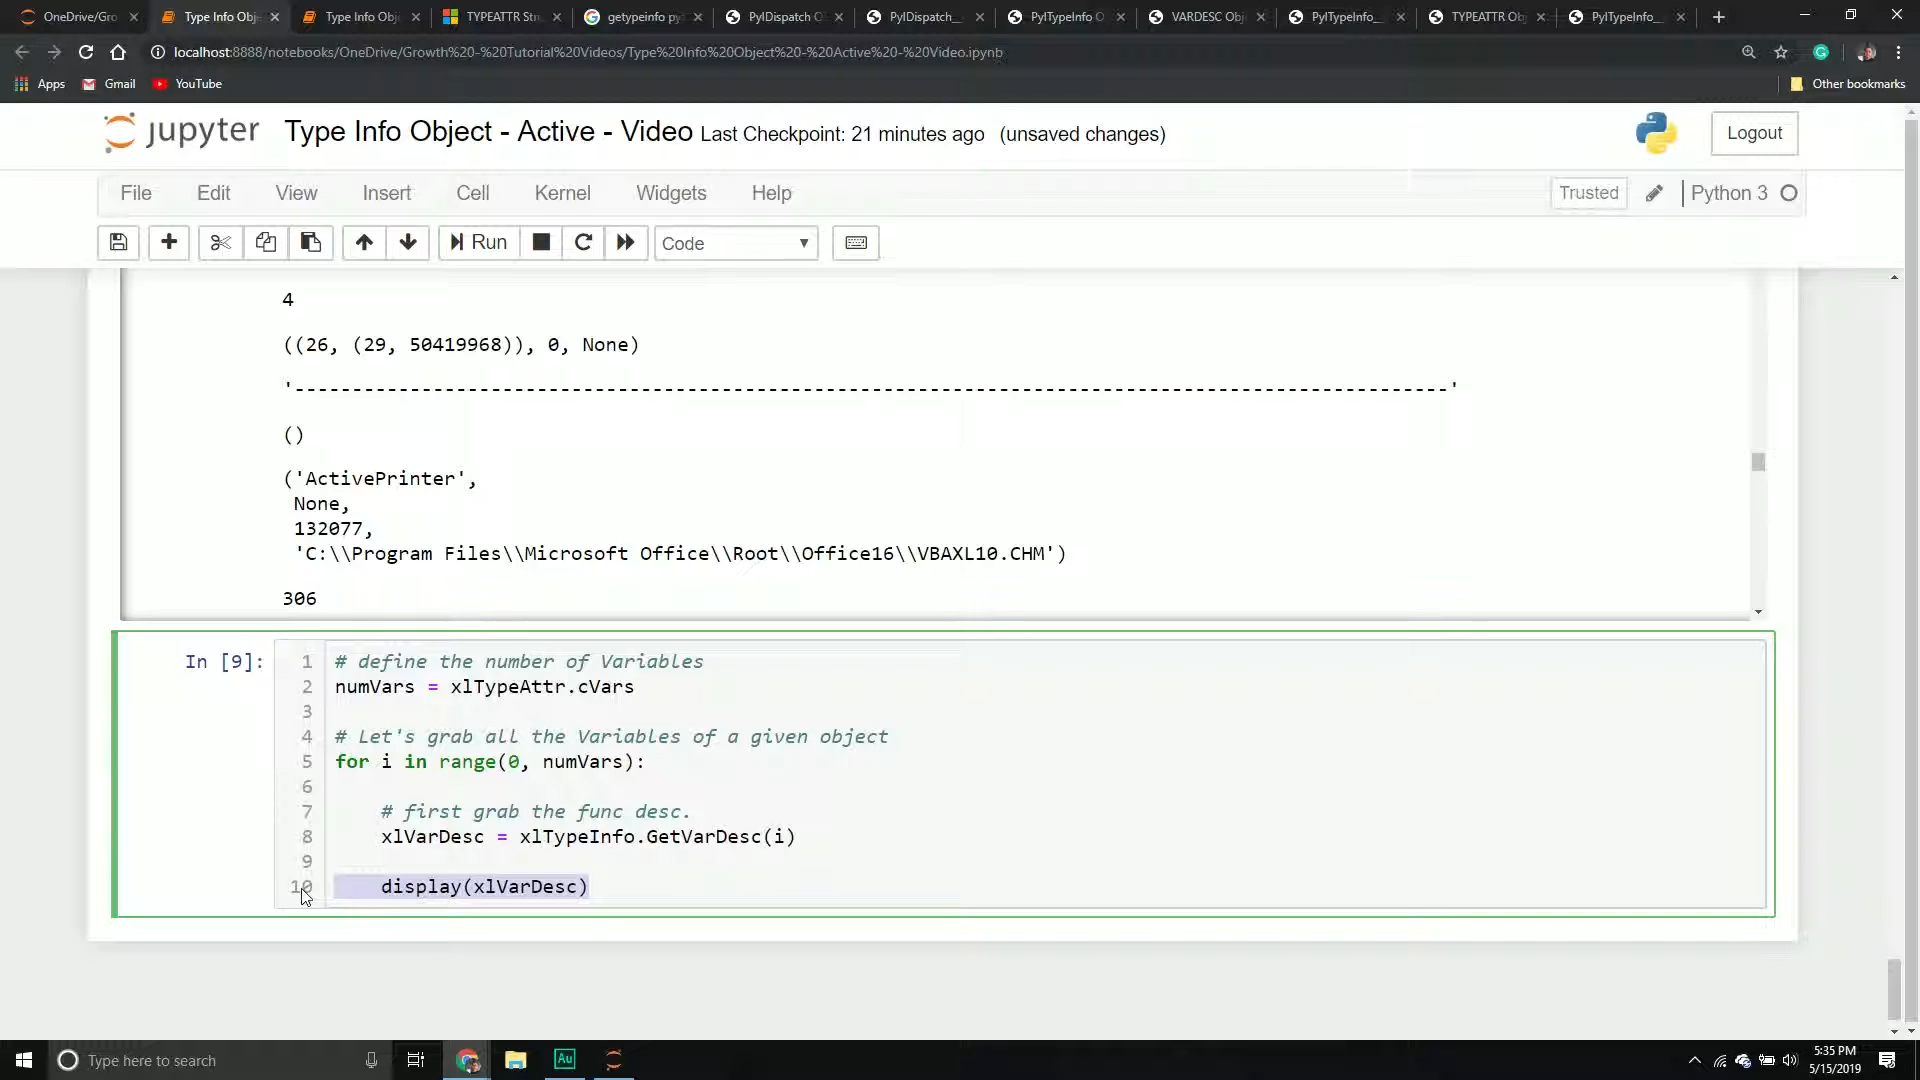 OneDrive/Gro
Type Info Obj
Type Info Obj
TYPEATTR Str
getypeinfo py
PyIDispatch O
PyIDispatch_
PyITypeInfo O
VARDESC Obj
PyITypeInfo_
TYPEATTR Ob
PyITypeInfo_
localhost:8888/notebooks/OneDrive/Growth%20-%20Tutorial%20Videos/Type%20Info%20Object%20-%20Active%20-%20Video.ipynb
Apps
Gmail
YouTube
Other bookmarks
jupyter
Type Info Object - Active - Video Last Checkpoint: 21 minutes ago (unsaved changes)
Logout
File
Edit
View
Insert
Cell
Kernel
Widgets
Help
Trusted
Python 3
Run
Code
4
((26, (29, 50419968)), 0, None)
'----------------------------------------------------------------------------------------------------'
()
('ActivePrinter',
None,
132077,
'C:\\Program Files\\Microsoft Office\\Root\\Office16\\VBAXL10.CHM')
306
In [9]:
1 # define the number of Variables
2 numVars = xlTypeAttr.cVars
3
4 # Let's grab all the Variables of a given object
5 for i in range(0, numVars):
6
7 # first grab the func desc.
8 xlVarDesc = xlTypeInfo.GetVarDesc(i)
9
10 display(xlVarDesc)
Type here to search
Au
5:35 PM
5/15/2019